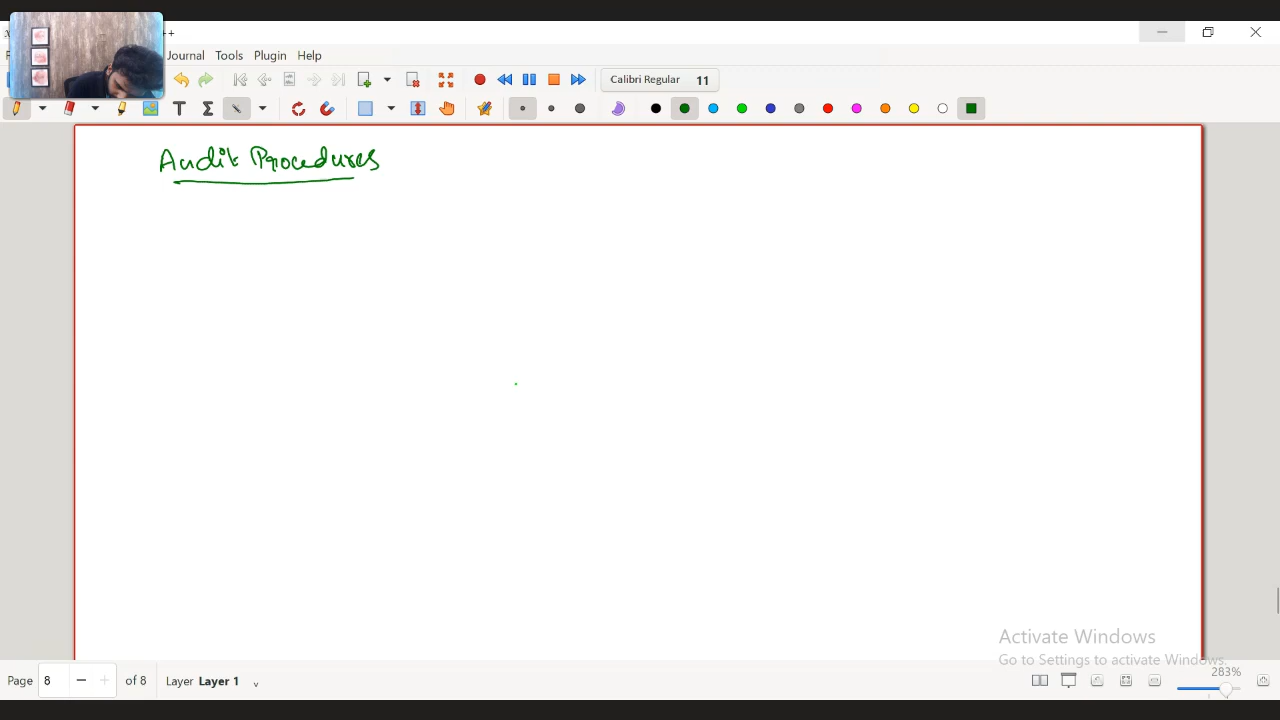 ++
Journal Tools Plugin Help
Calibri Regular 11
Audit Procedures
Activate Windows
Go to Settings to activate Windows.
Page 8 of 8 Layer Layer 1
283%